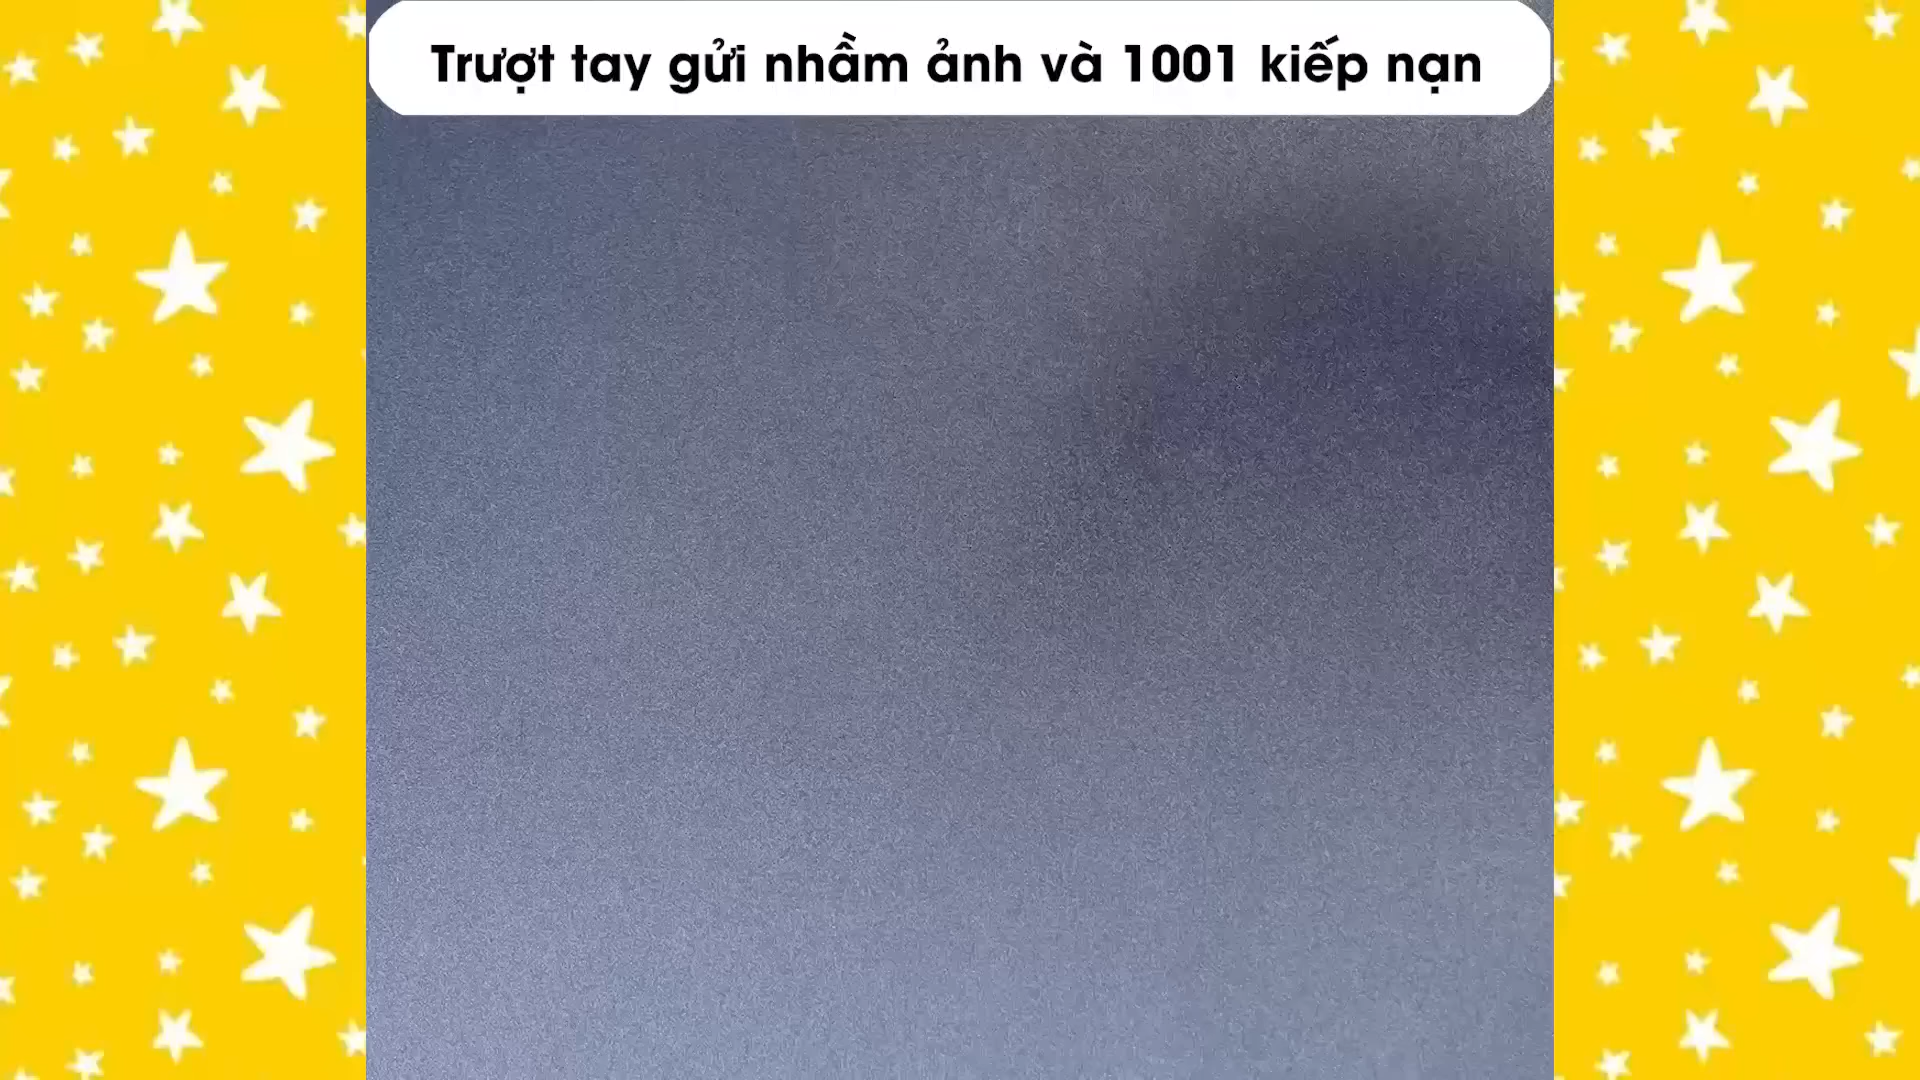 Trượt tay gửi nhầm ảnh và 1001 kiếp nạn